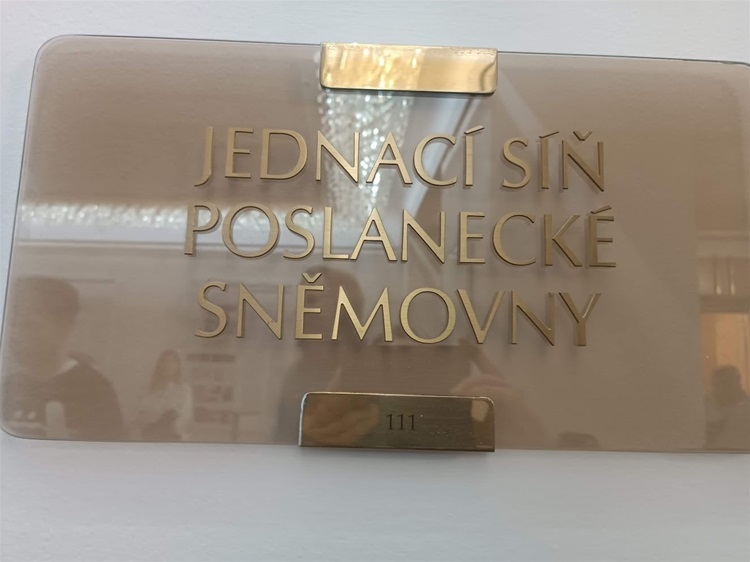 JEDNACÍ SÍŇ
POSLANECKÉ
SNĚMOVNY
111